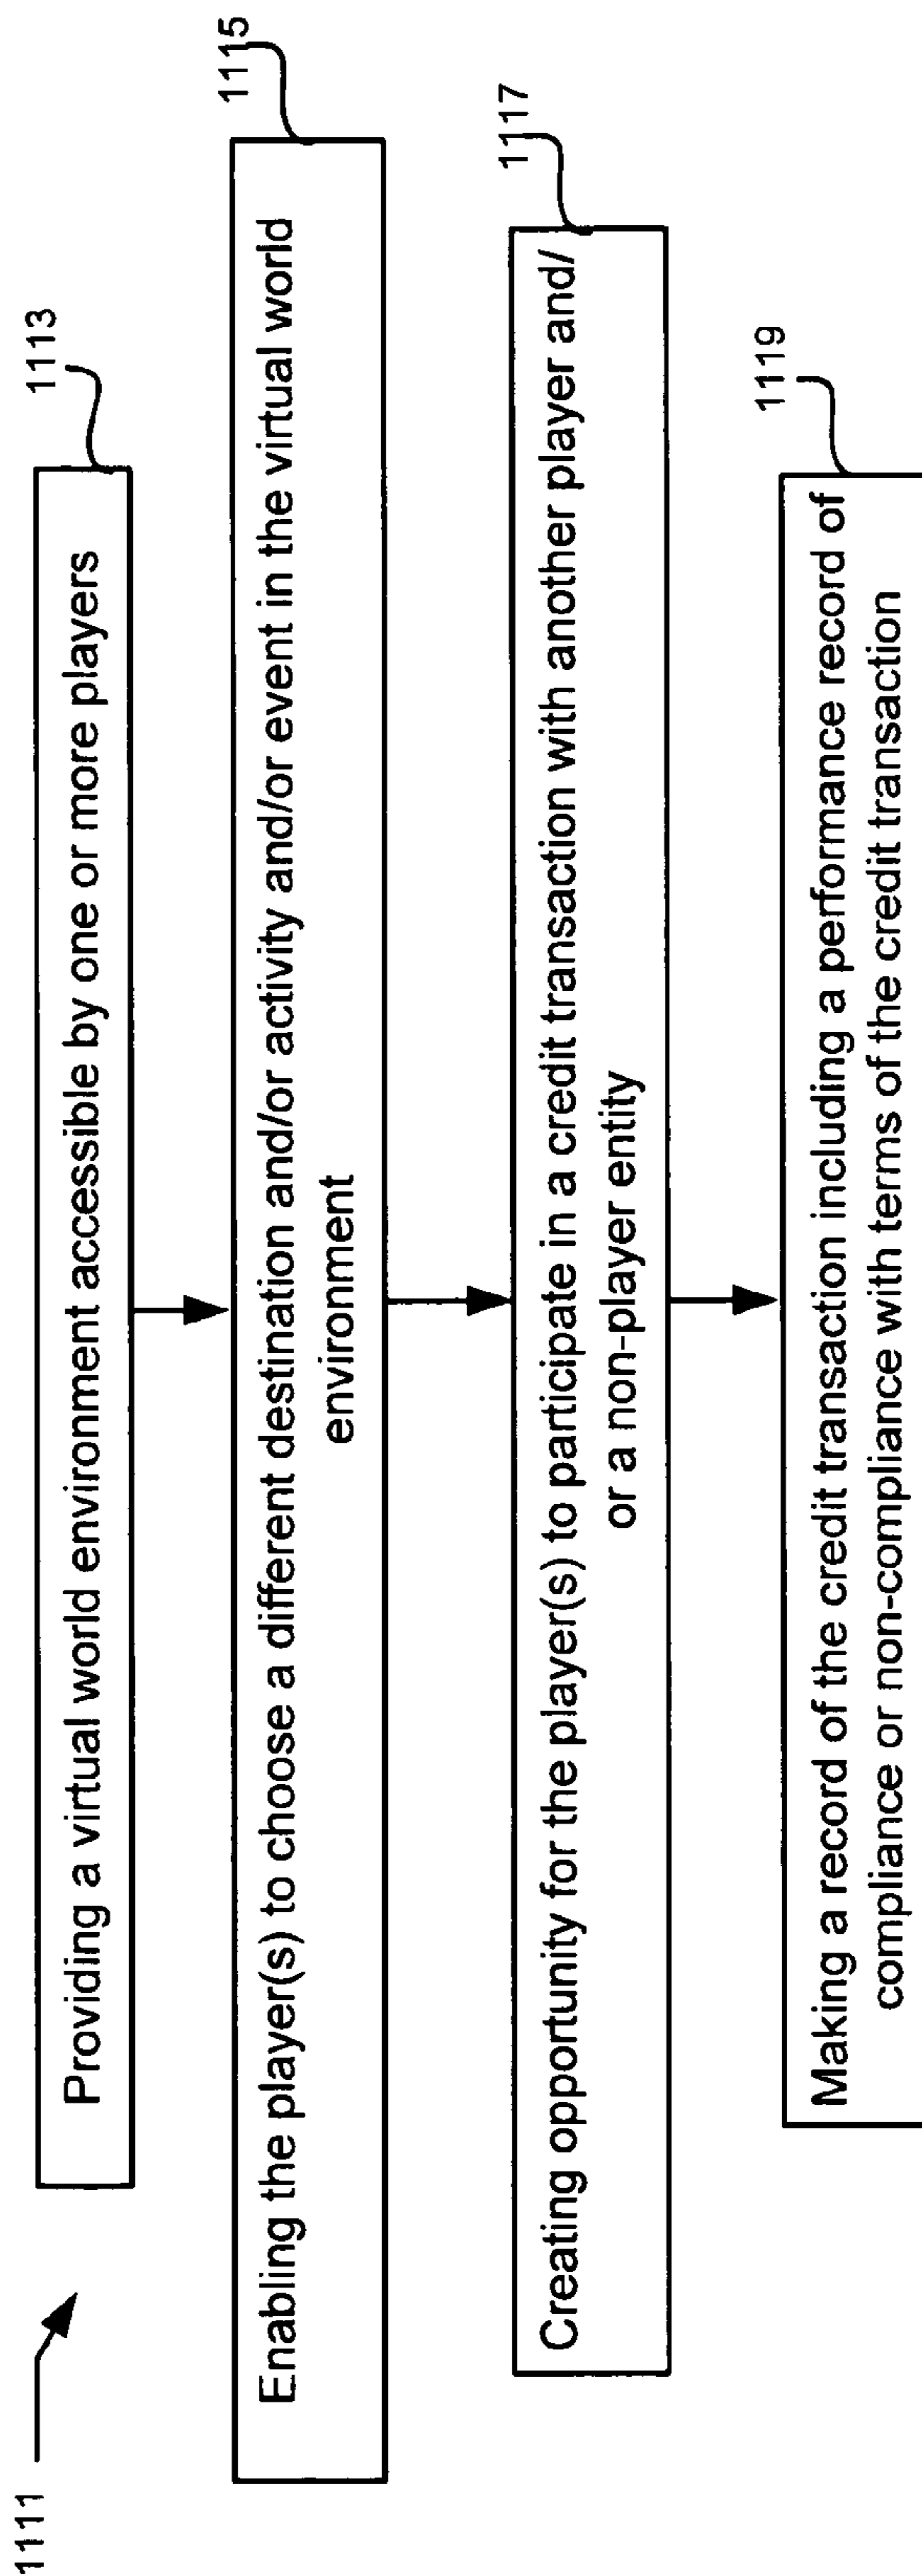 1111
1113
Providing a virtual world environment accessible by one or more players
1115
Enabling the player(s) to choose a different destination and/or activity and/or event in the virtual world
environment
1117
Creating opportunity for the player(s) to participate in a credit transaction with another player and/
or a non-player entity
1119
Making a record of the credit transaction including a performance record of
compliance or non-compliance with terms of the credit transaction